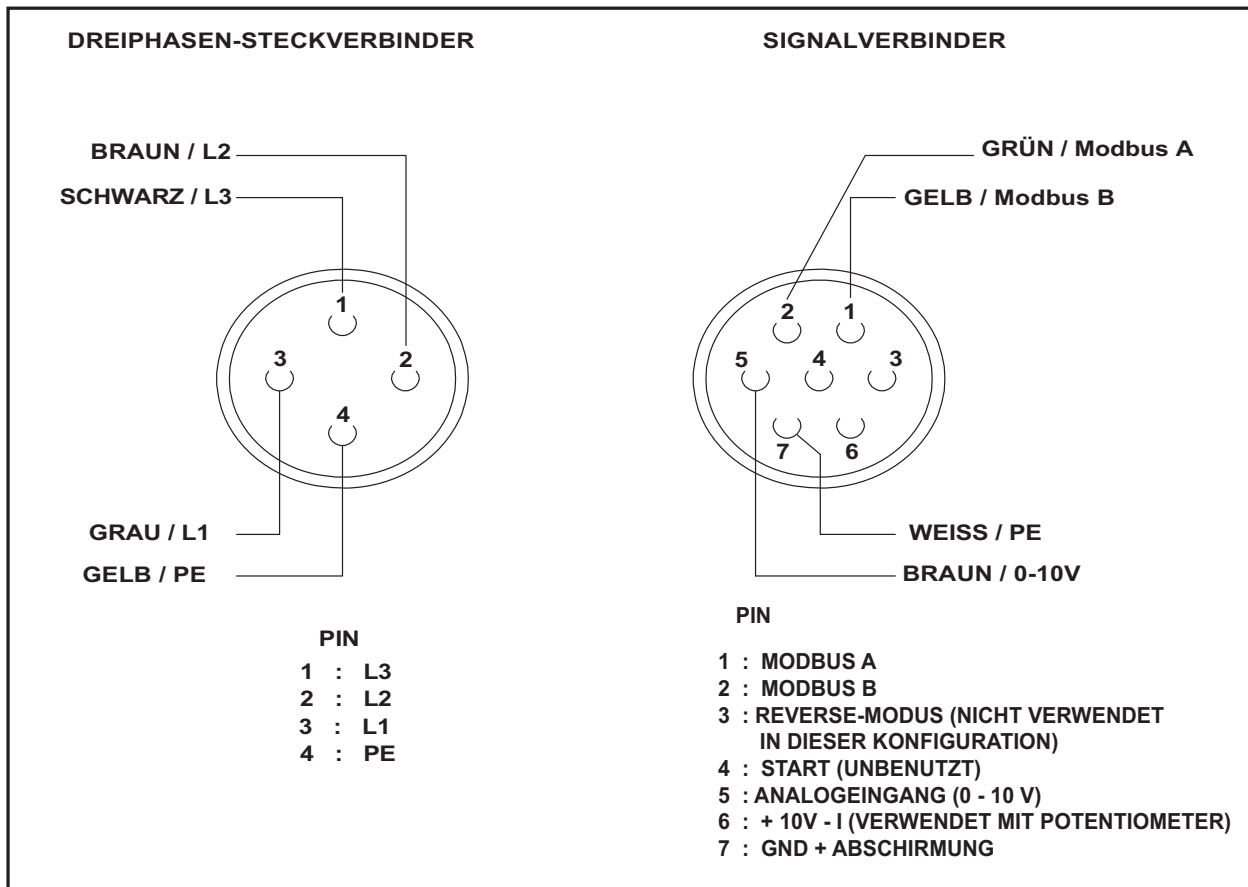 DREIPHASEN-STECKVERBINDER
BRAUN / L2
SCHWARZ / L3
1
3
2
4
GRAU / L1
GELB / PE
PIN
1 : L3
2 : L2
3 : L1
4 : PE
SIGNALVERBINDER
GRÜN / Modbus A
GELB / Modbus B
2
1
5
4
3
7
6
WEISS / PE
BRAUN / 0-10V
PIN
1 : MODBUS A
2 : MODBUS B
3 : REVERSE-MODUS (NICHT VERWENDET
IN DIESER KONFIGURATION)
4 : START (UNBENUTZT)
5 : ANALOGEINGANG (0 - 10 V)
6 : + 10V - I (VERWENDET MIT POTENTIOMETER)
7 : GND + ABSCHIRMUNG